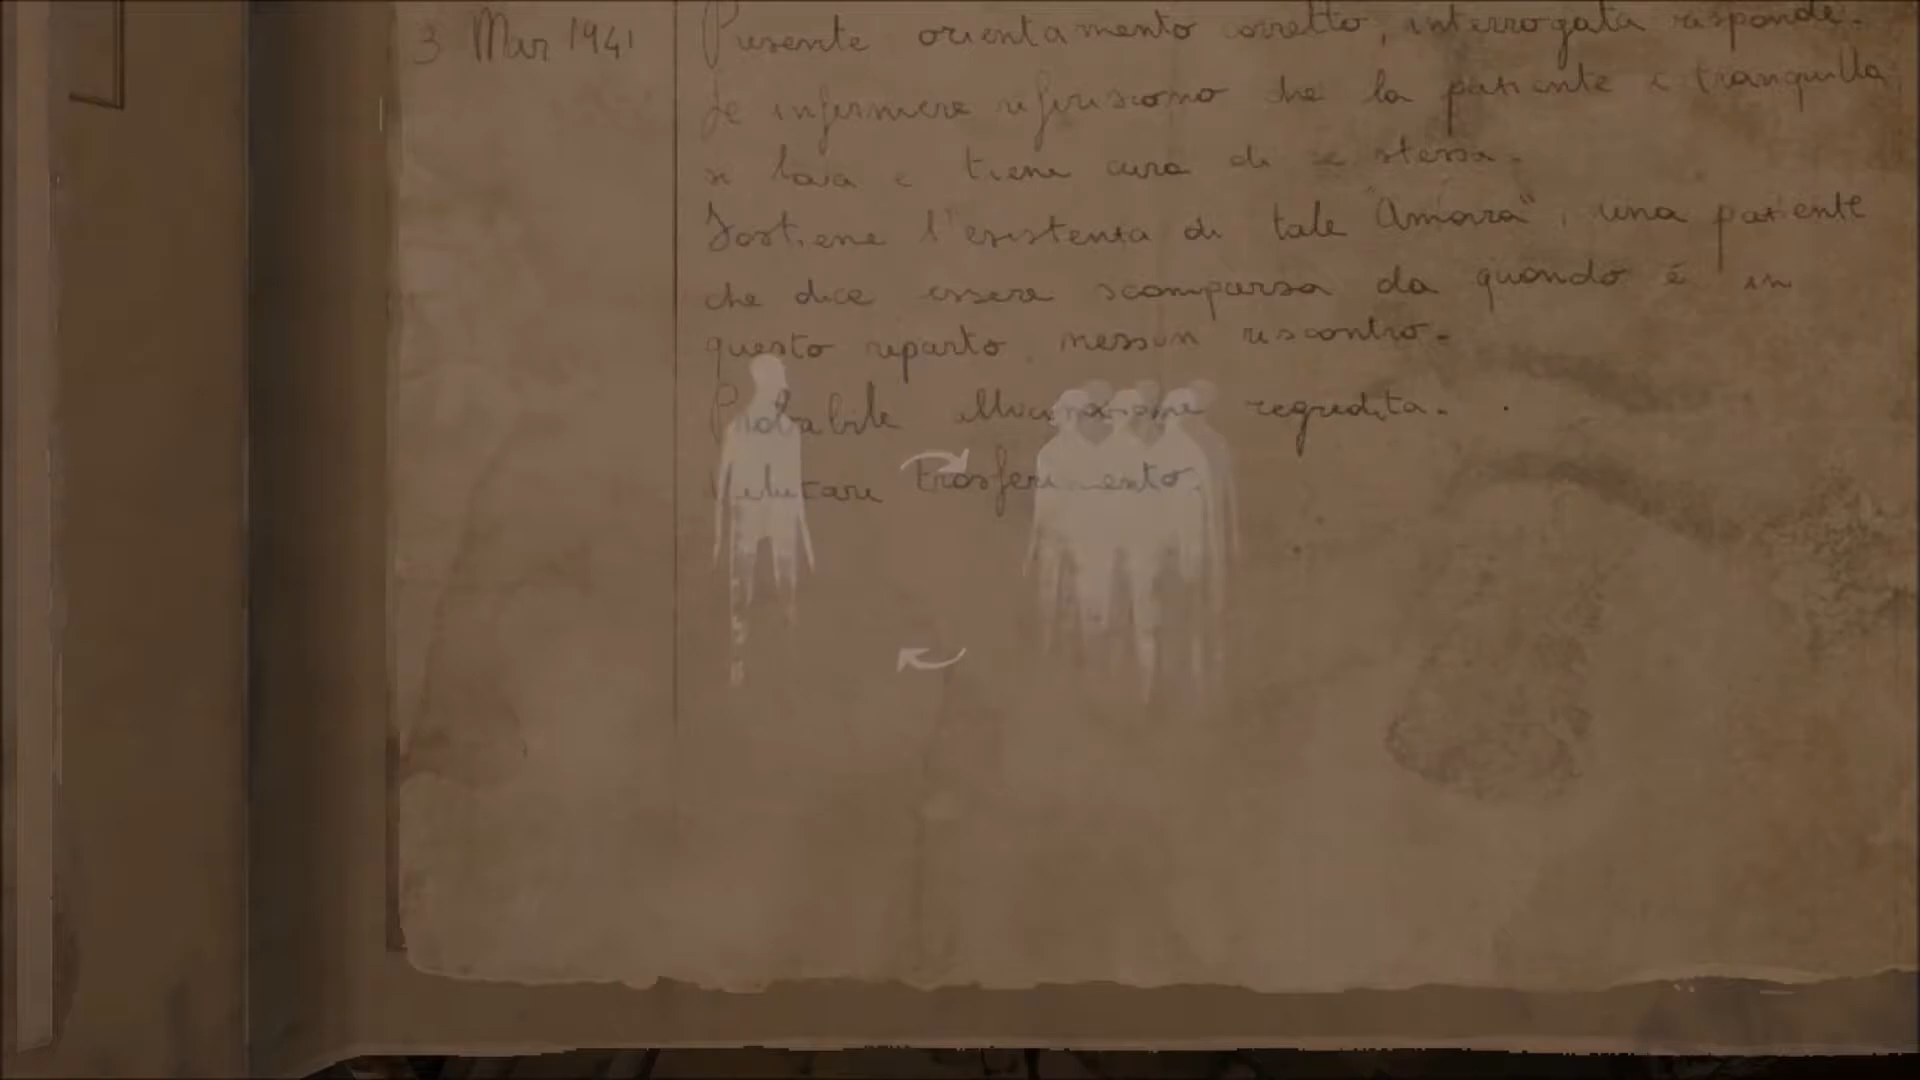 3 Mar 1941
Presente orientamento corretto, interrogata risponde.
Le infermiere riferiscono che la paziente è tranquilla,
si lava e tiene cura di se stessa.
Sostiene l'esistenza di tale "Amara", una paziente
che dice essere scomparsa da quando é in
questo reparto, nessun riscontro.
Probabile allucinazione regredita.
Valutare trasferimento.